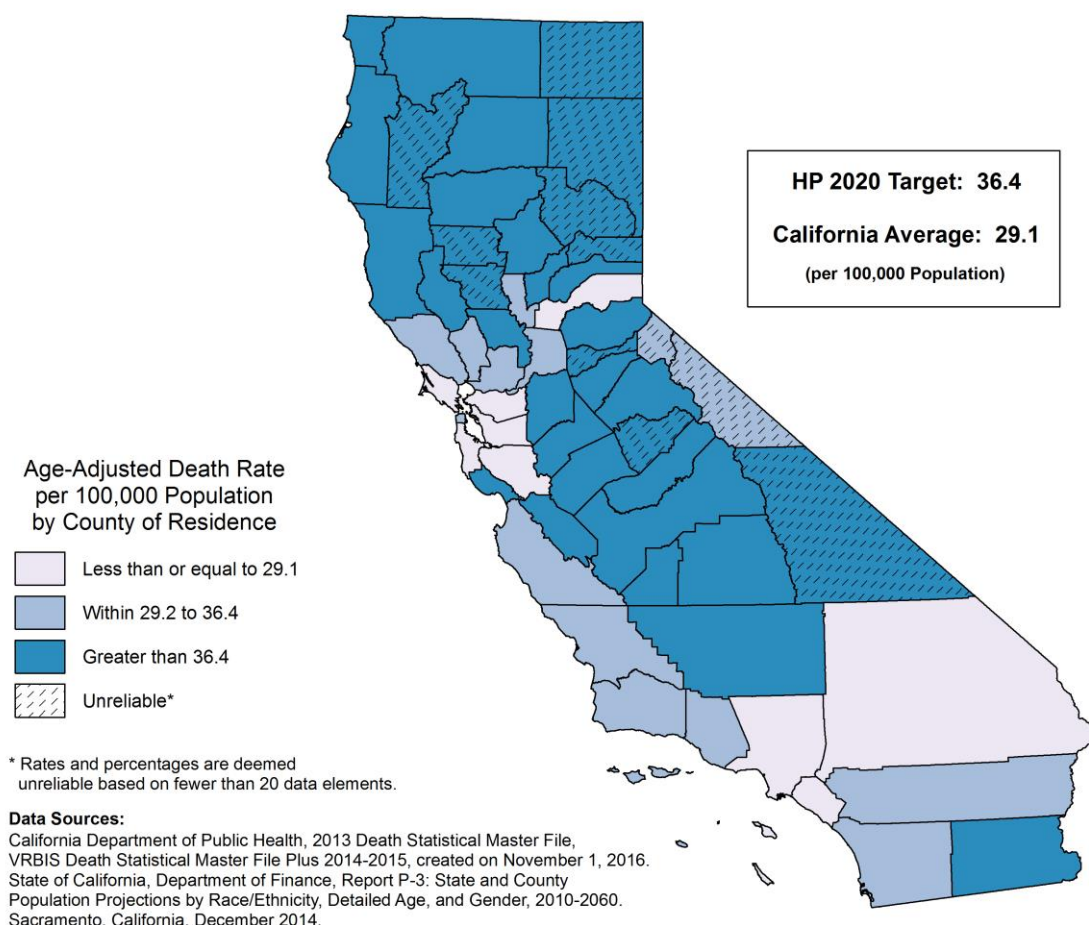 HP 2020 Target: 36.4
California Average: 29.1
(per 100,000 Population)
Age-Adjusted Death Rate
per 100,000 Population
by County of Residence
Less than or equal to 29.1
Within 29.2 to 36.4
Greater than 36.4
Unreliable*
* Rates and percentages are deemed
unreliable based on fewer than 20 data elements.
Data Sources:
California Department of Public Health, 2013 Death Statistical Master File,
VRBIS Death Statistical Master File Plus 2014-2015, created on November 1, 2016.
State of California, Department of Finance, Report P-3: State and County
Population Projections by Race/Ethnicity, Detailed Age, and Gender, 2010-2060.
Sacramento, California, December 2014.